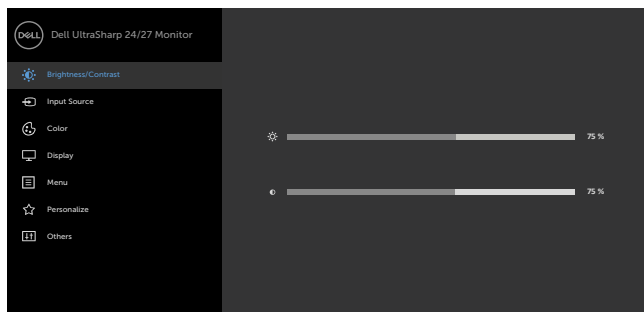 DELL
Dell UltraSharp 24/27 Monitor
Brightness/Contrast
Input Source
Color
Display
Menu
Personalize
Others
75 %
75 %